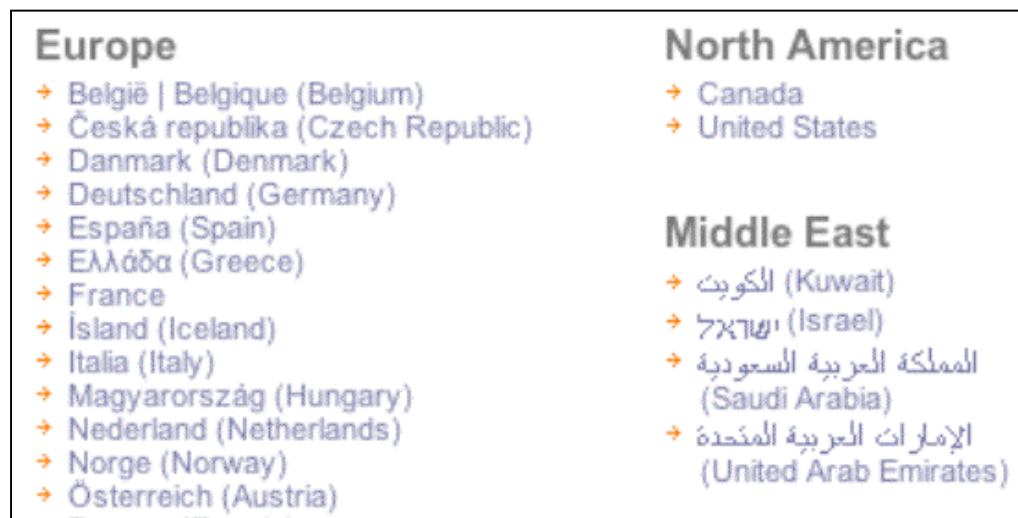 Europe
België | Belgique (Belgium)
Česká republika (Czech Republic)
Danmark (Denmark)
Deutschland (Germany)
España (Spain)
Ελλάδα (Greece)
France
Ísland (Iceland)
Italia (Italy)
Magyarország (Hungary)
Nederland (Netherlands)
Norge (Norway)
Österreich (Austria)
North America
Canada
United States
Middle East
الكويت (Kuwait)
ישראל (Israel)
المملكة العربية السعودية
(Saudi Arabia)
الإمارات العربية المتحدة
(United Arab Emirates)